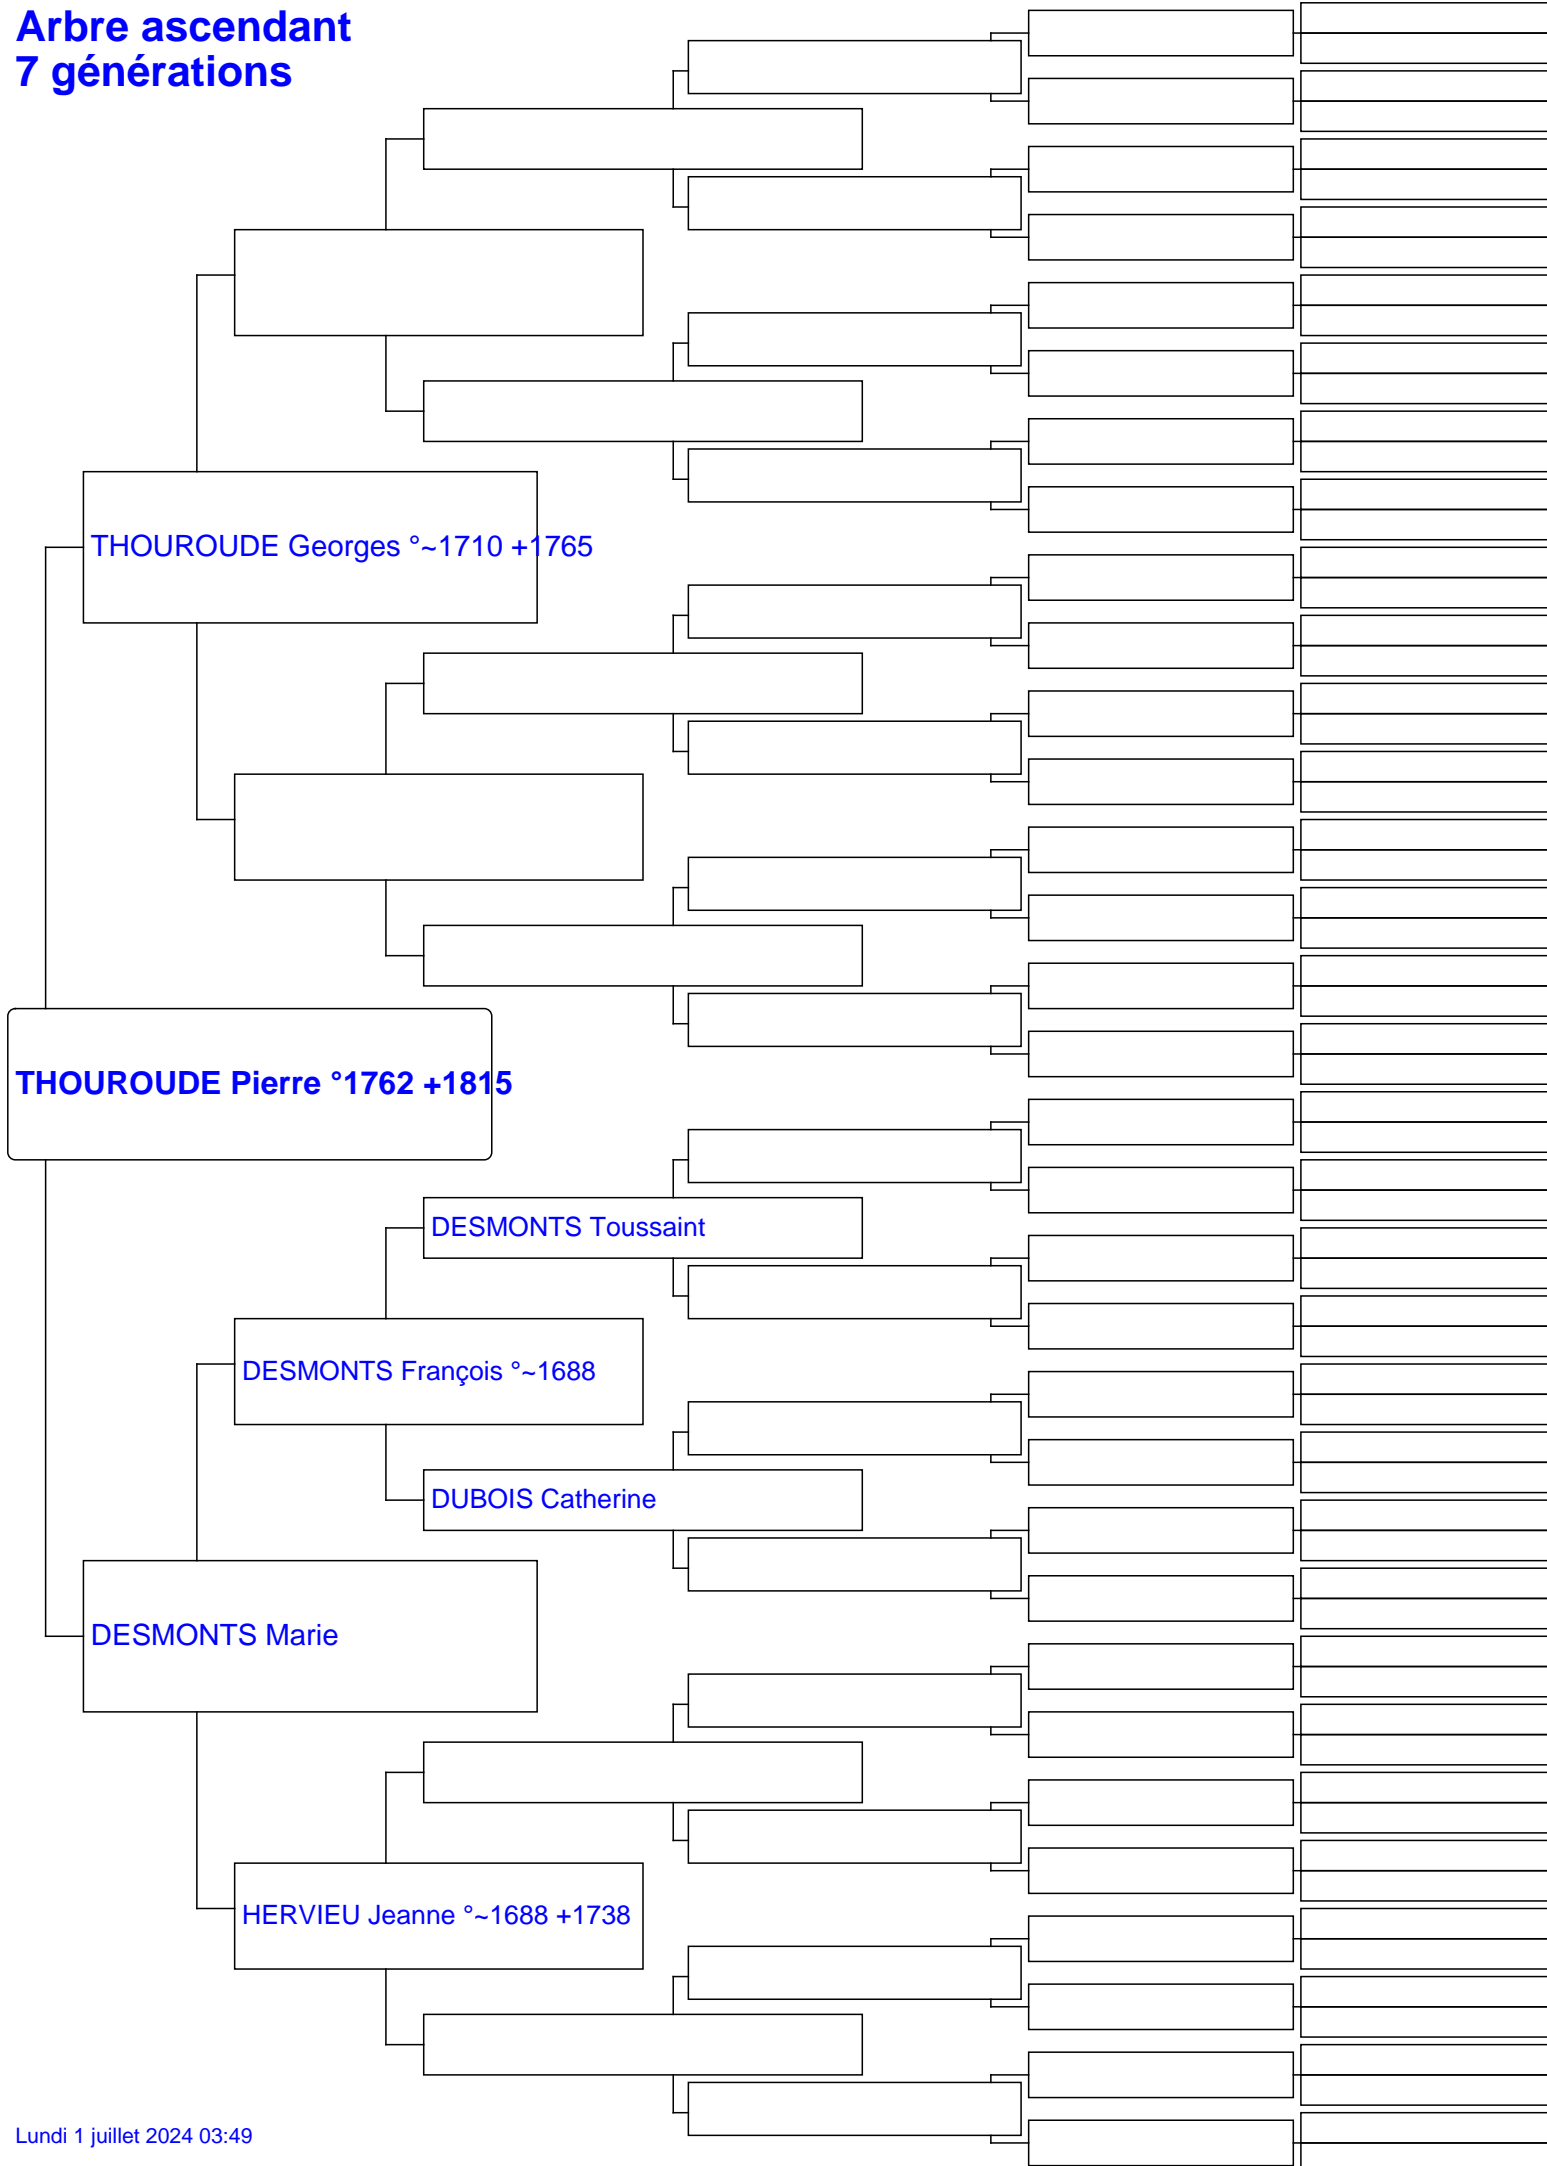 Arbre ascendant
7 générations
THOUROUDE Georges °~1710 +1765
THOUROUDE Pierre °1762 +1815
DESMONTS Toussaint
DESMONTS François °~1688
DUBOIS Catherine
DESMONTS Marie
HERVIEU Jeanne °~1688 +1738
Lundi 1 juillet 2024 03:49